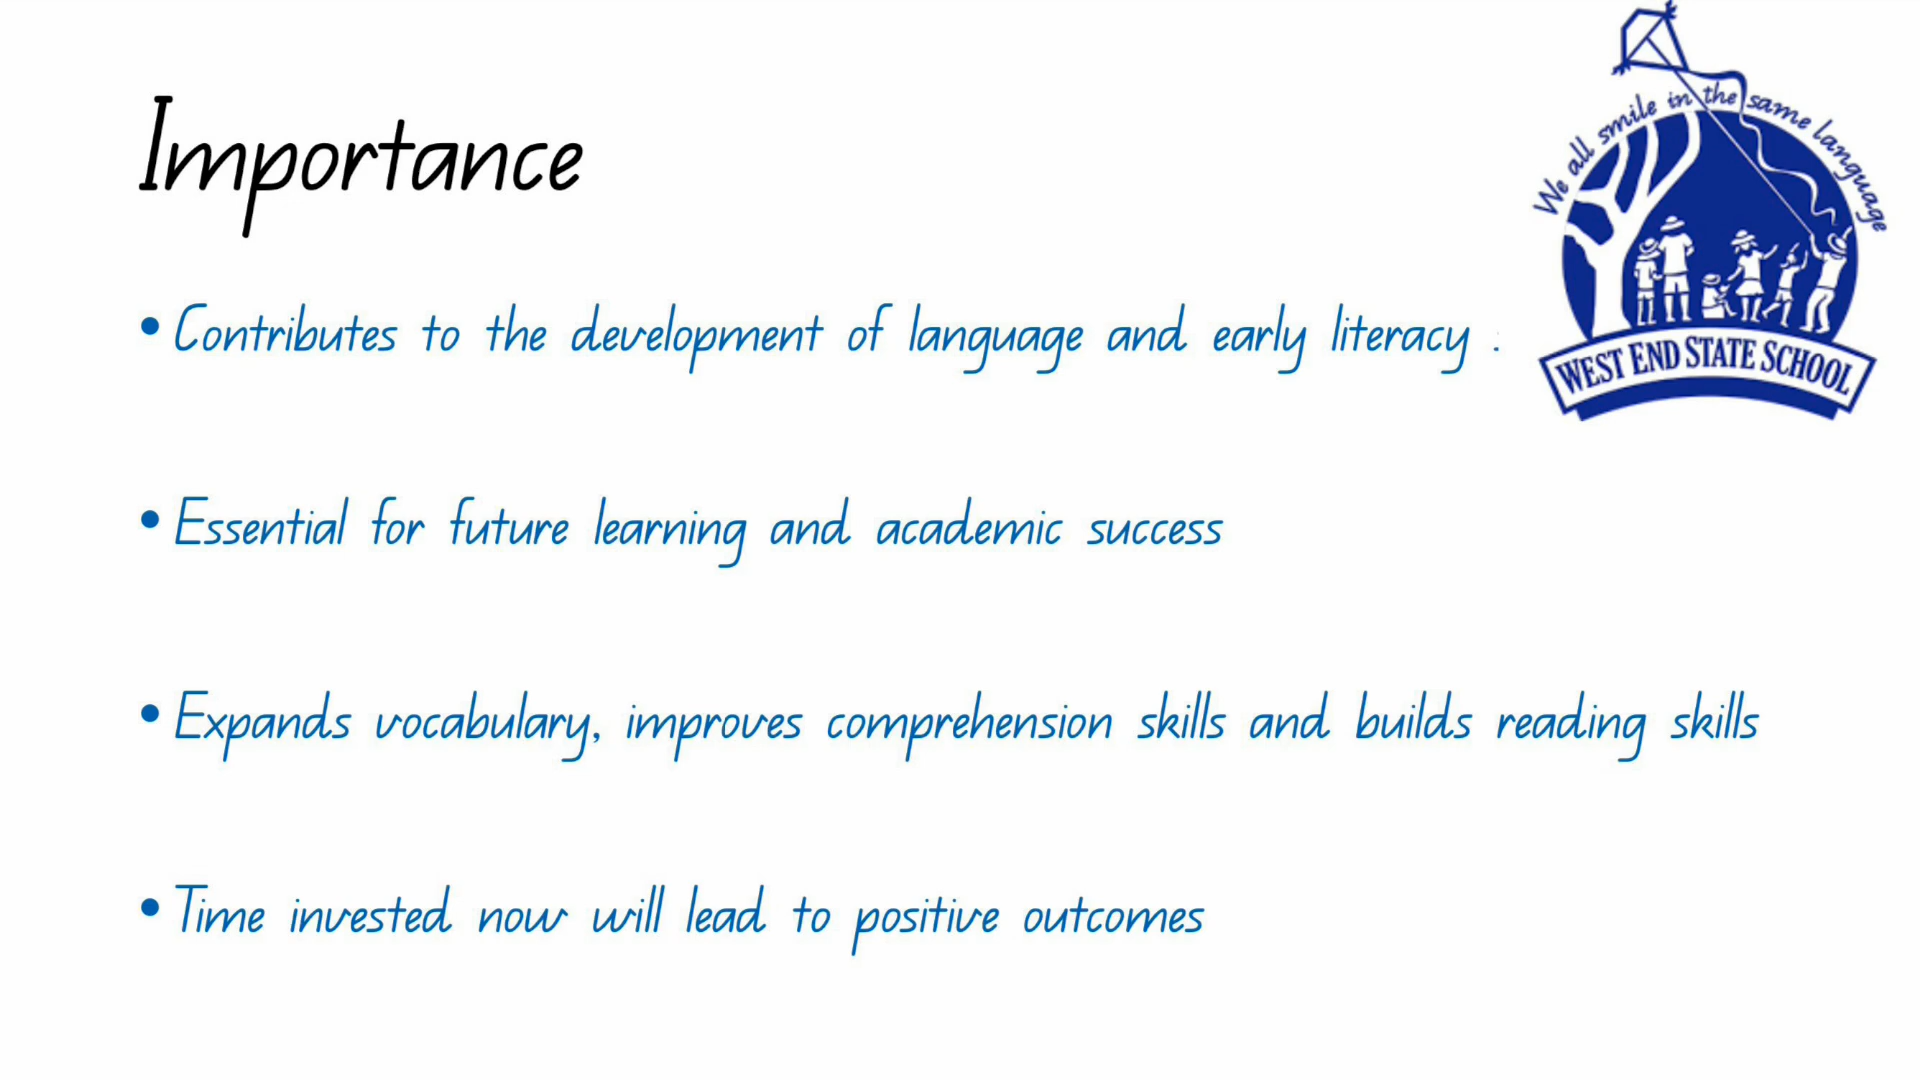 Importance
We all smile in the same language
WEST END STATE SCHOOL
• Contributes to the development of language and early literacy
• Essential for future learning and academic success
• Expands vocabulary, improves comprehension skills and builds reading skills
• Time invested now will lead to positive outcomes